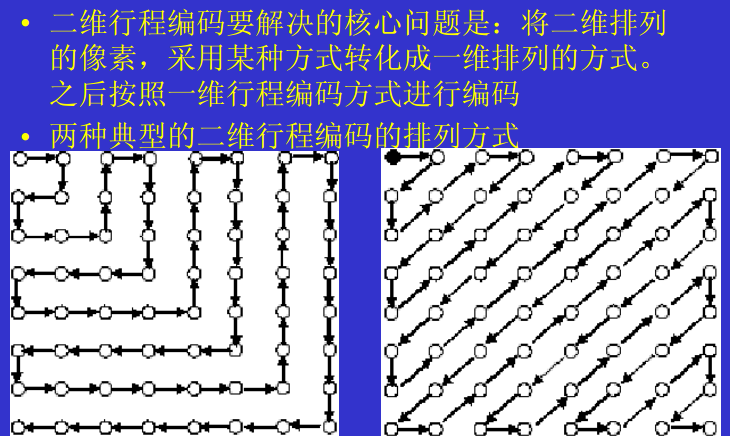 • 二维行程编码要解决的核心问题是：将二维排列
的像素，采用某种方式转化成一维排列的方式。
之后按照一维行程编码方式进行编码
• 两种典型的二维行程编码的排列方式